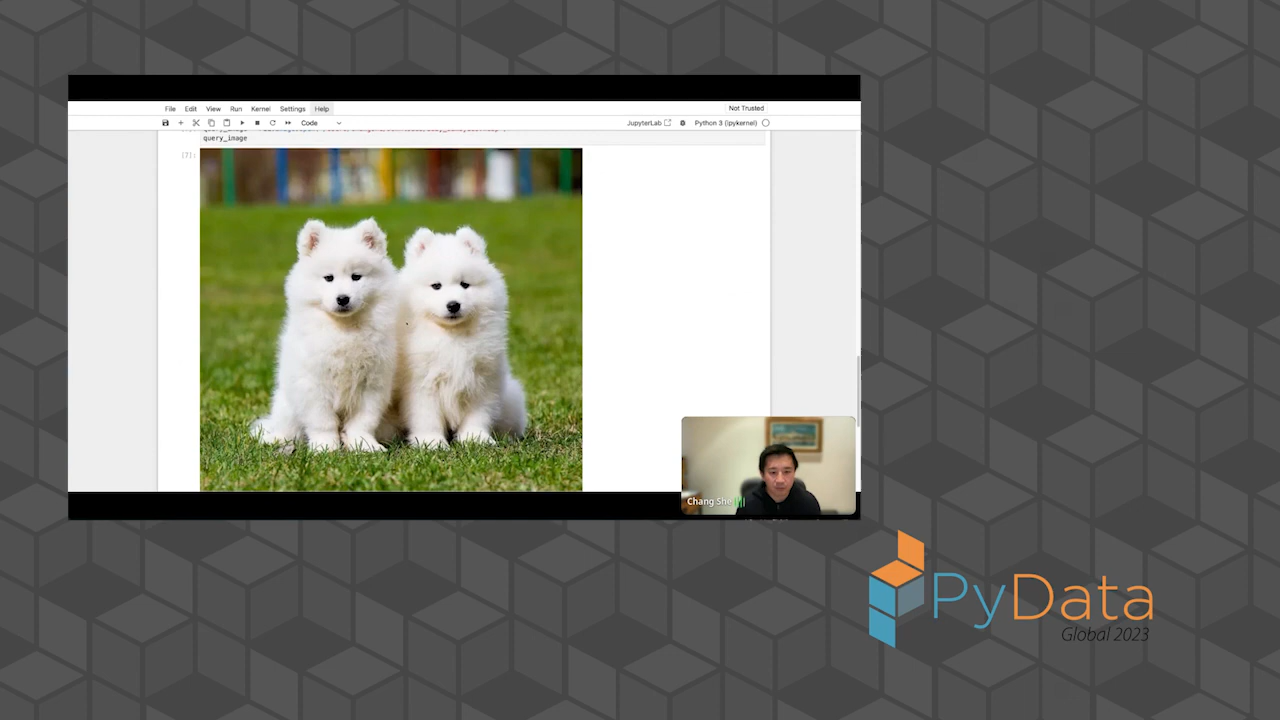 File Edit View Run Kernel Settings Help
Not Trusted
Code
JupyterLab
Python 3 (ipykernel)
query_image
[7]:
Chang She
PyData
Global 2023